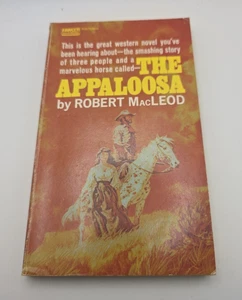 This is the great western novel you've
been hearing about—the smashing story
of three people and a
marvelous horse called—THE
APPALOOSA
by ROBERT MACLEOD